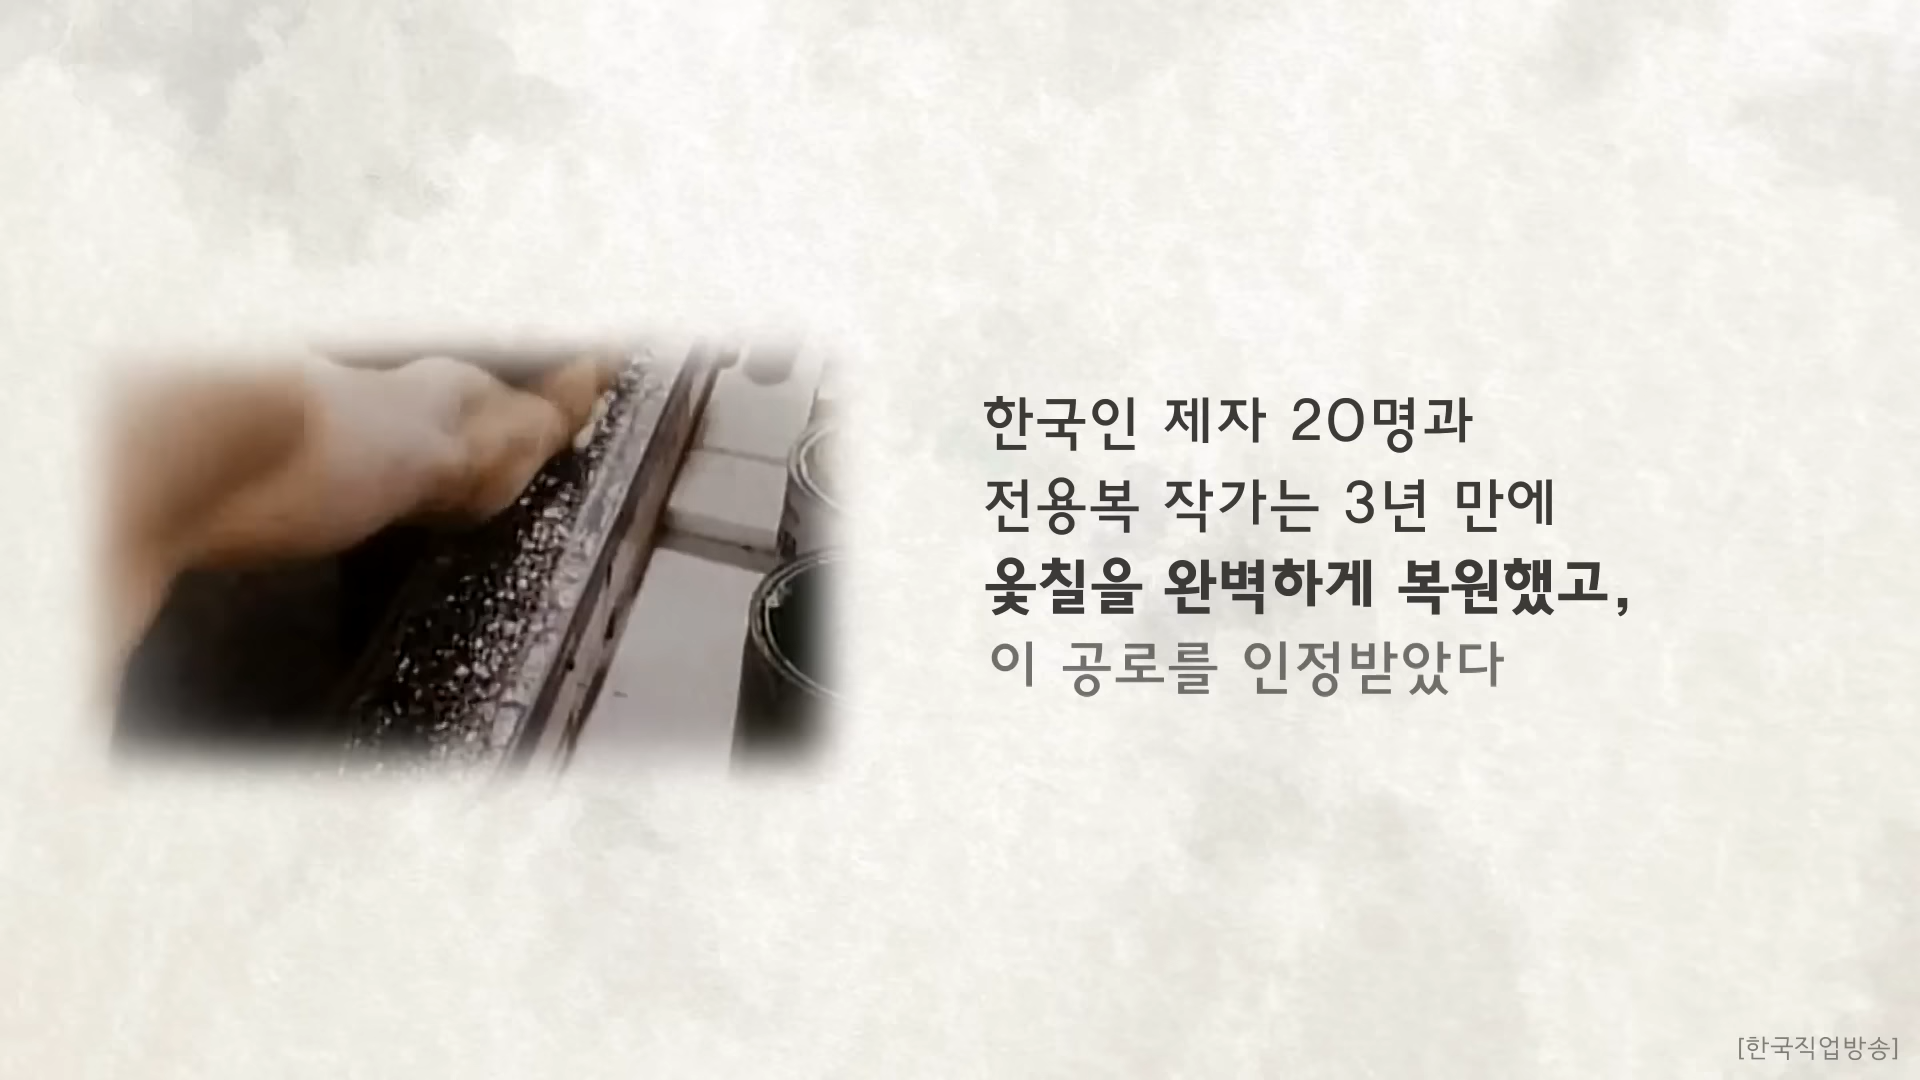 한국인 제자 20명과
전용복 작가는 3년 만에
옻칠을 완벽하게 복원했고,
이 공로를 인정받았다
[한국직업방송]